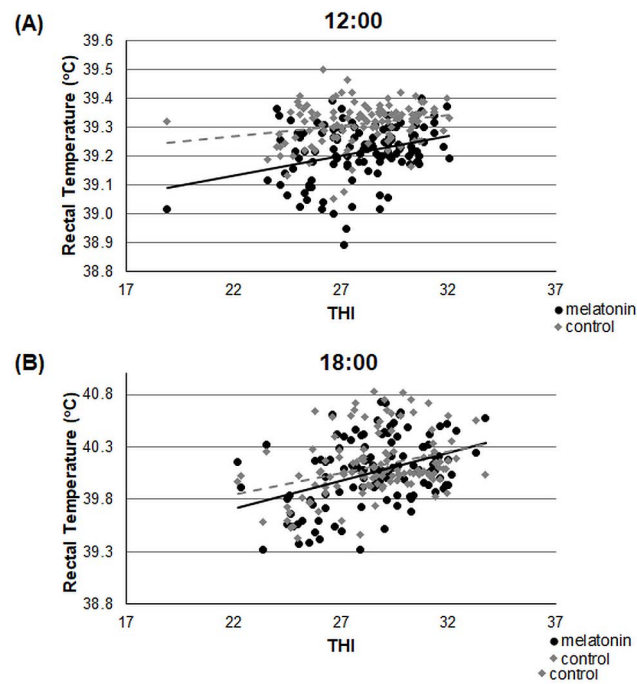 (A)
12:00
Rectal Temperature (°C)
39.6
39.5
39.4
39.3
39.2
39.1
39.0
38.9
38.8
17 22 27 32 37
THI
melatonin
control
(B)
18:00
Rectal Temperature (°C)
40.8
40.3
39.8
39.3
38.8
17 22 27 32 37
THI
melatonin
control
control